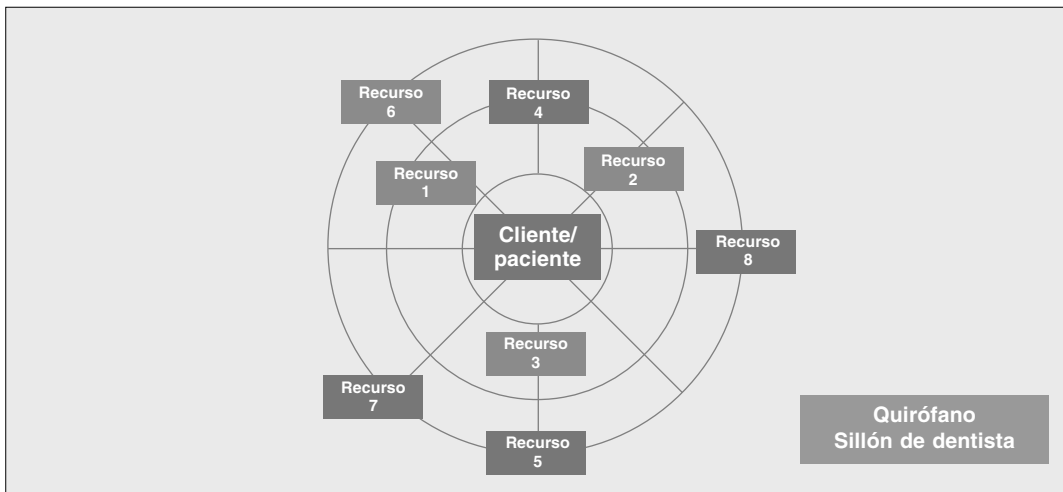 Recurso
6
Recurso
4
Recurso
2
Recurso
1
Cliente/
paciente
Recurso
8
Recurso
3
Recurso
7
Recurso
5
Quirófano
Sillón de dentista